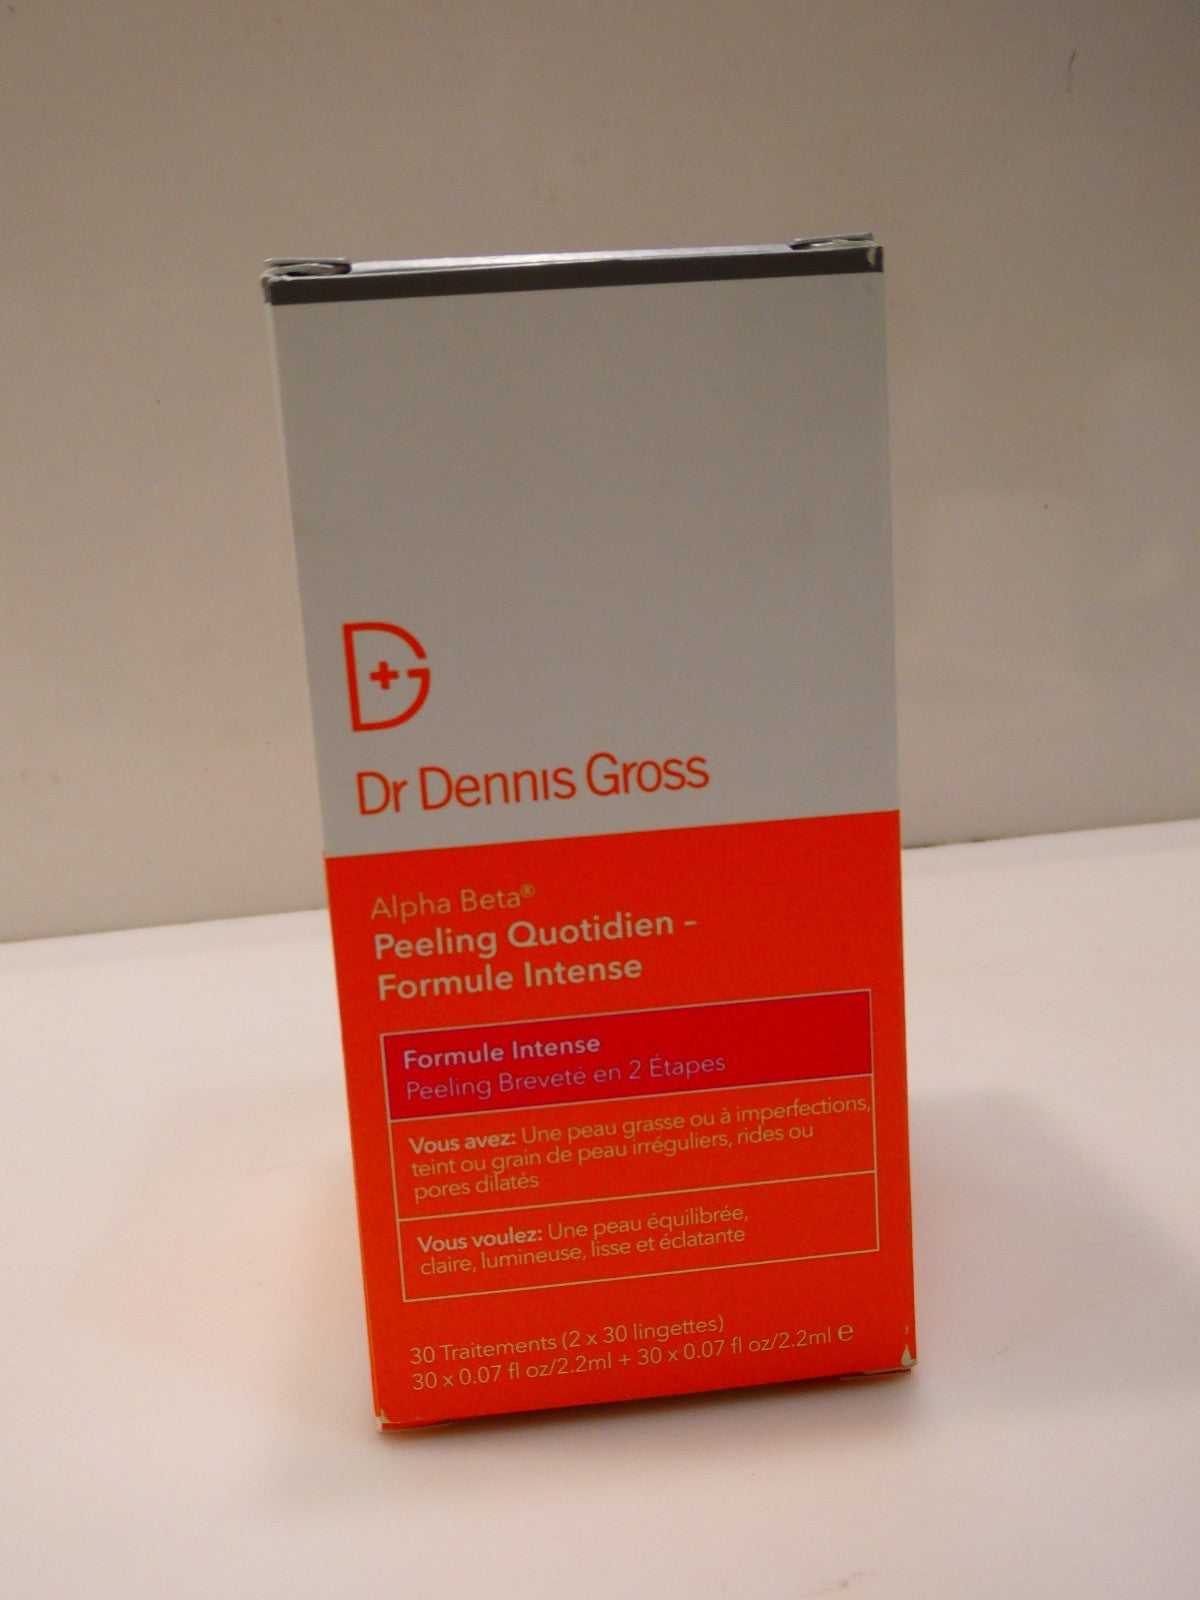 DG
Dr Dennis Gross
Alpha Beta®
Peeling Quotidien –
Formule Intense
Formule Intense
Peeling Breveté en 2 Étapes
Vous avez: Une peau grasse ou à imperfections,
teint ou grain de peau irréguliers, rides ou
pores dilatés
Vous voulez: Une peau équilibrée,
claire, lumineuse, lisse et éclatante
30 Traitements (2 x 30 lingettes)
30 x 0.07 fl oz/2.2ml + 30 x 0.07 fl oz/2.2ml ℮